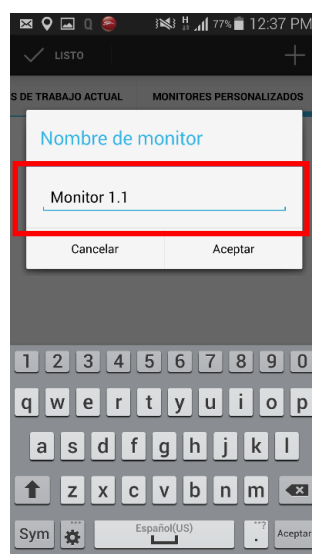 77% 12:37 PM
LISTO
S DE TRABAJO ACTUAL MONITORES PERSONALIZADOS
Nombre de monitor
Monitor 1.1
Cancelar Aceptar
1 2 3 4 5 6 7 8 9 0
q w e r t y u i o p
a s d f g h j k l
z x c v b n m
Sym Español(US) . Aceptar